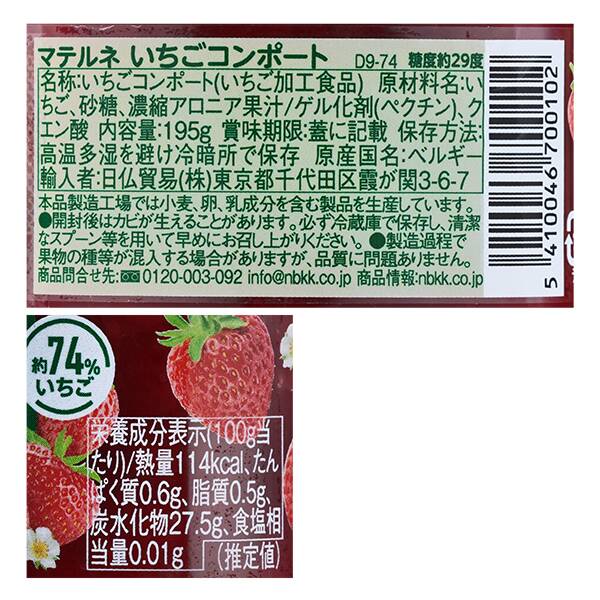 マテルネ いちごコンポート D9-74 糖度約29度
名称:いちごコンポート(いちご加工食品) 原材料名:い
ちご、砂糖、濃縮アロニア果汁/ゲル化剤(ペクチン)、ク
エン酸 内容量:195g 賞味期限:蓋に記載 保存方法:
高温多湿を避け冷暗所で保存 原産国名:ベルギー
輸入者:日仏貿易(株)東京都千代田区霞が関3-6-7
本品製造工場では小麦、卵、乳成分を含む製品を生産しています。
●開封後はカビが生えることがあります。必ず冷蔵庫で保存し、清潔
なスプーン等を用いて早めにお召し上がりください。 ●製造過程で
果物の種等が混入する場合がありますが、品質に問題ありません。
商品問合せ先:0120-003-092 info@nbkk.co.jp 商品情報:nbkk.co.jp
5 410046 700102
約74%
いちご
栄養成分表示(100g当
たり)/熱量114kcal、たん
ぱく質0.6g、脂質0.5g、
炭水化物27.5g、食塩相
当量0.01g (推定値)